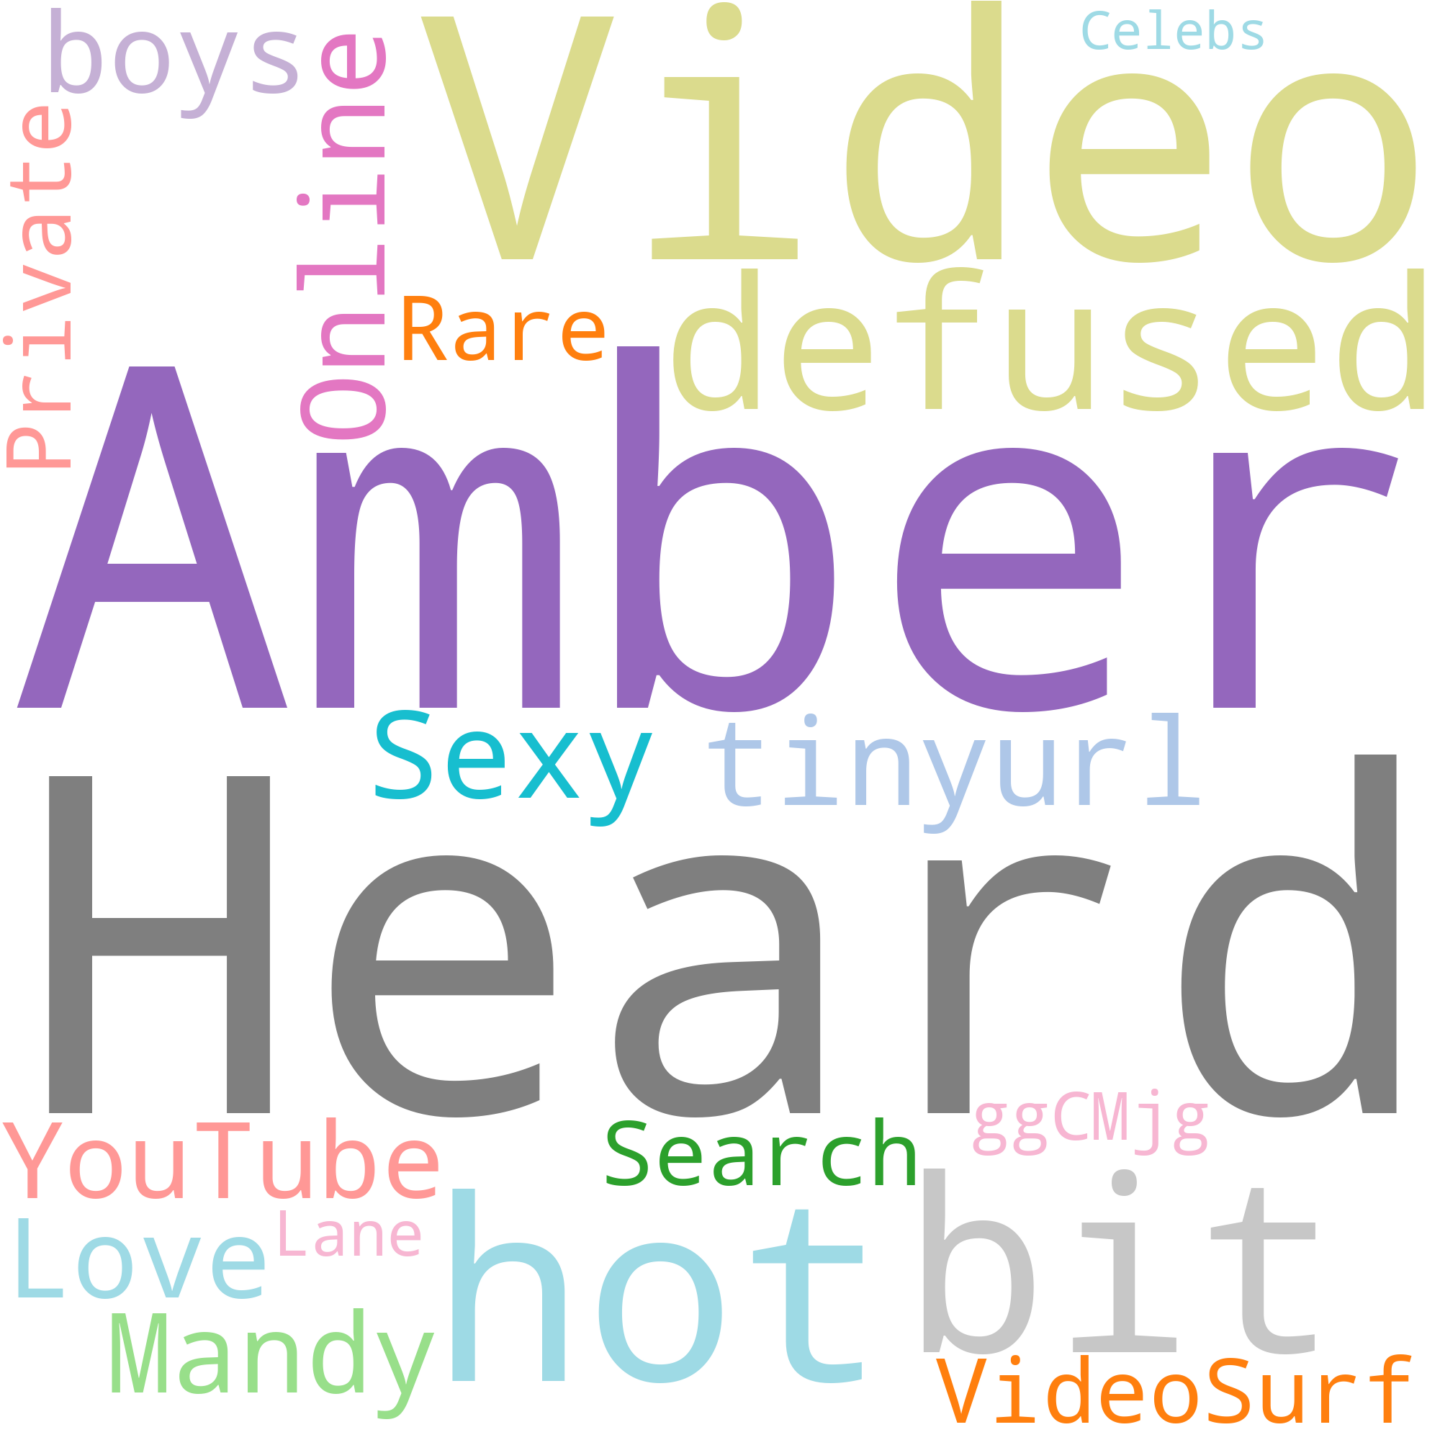 boys
Private
Online
Video
Celebs
Rare
defused
Amber
Sexy
tinyurl
Heard
ggCMjg
YouTube
Search
Love
Lane
hot
bit
Mandy
VideoSurf